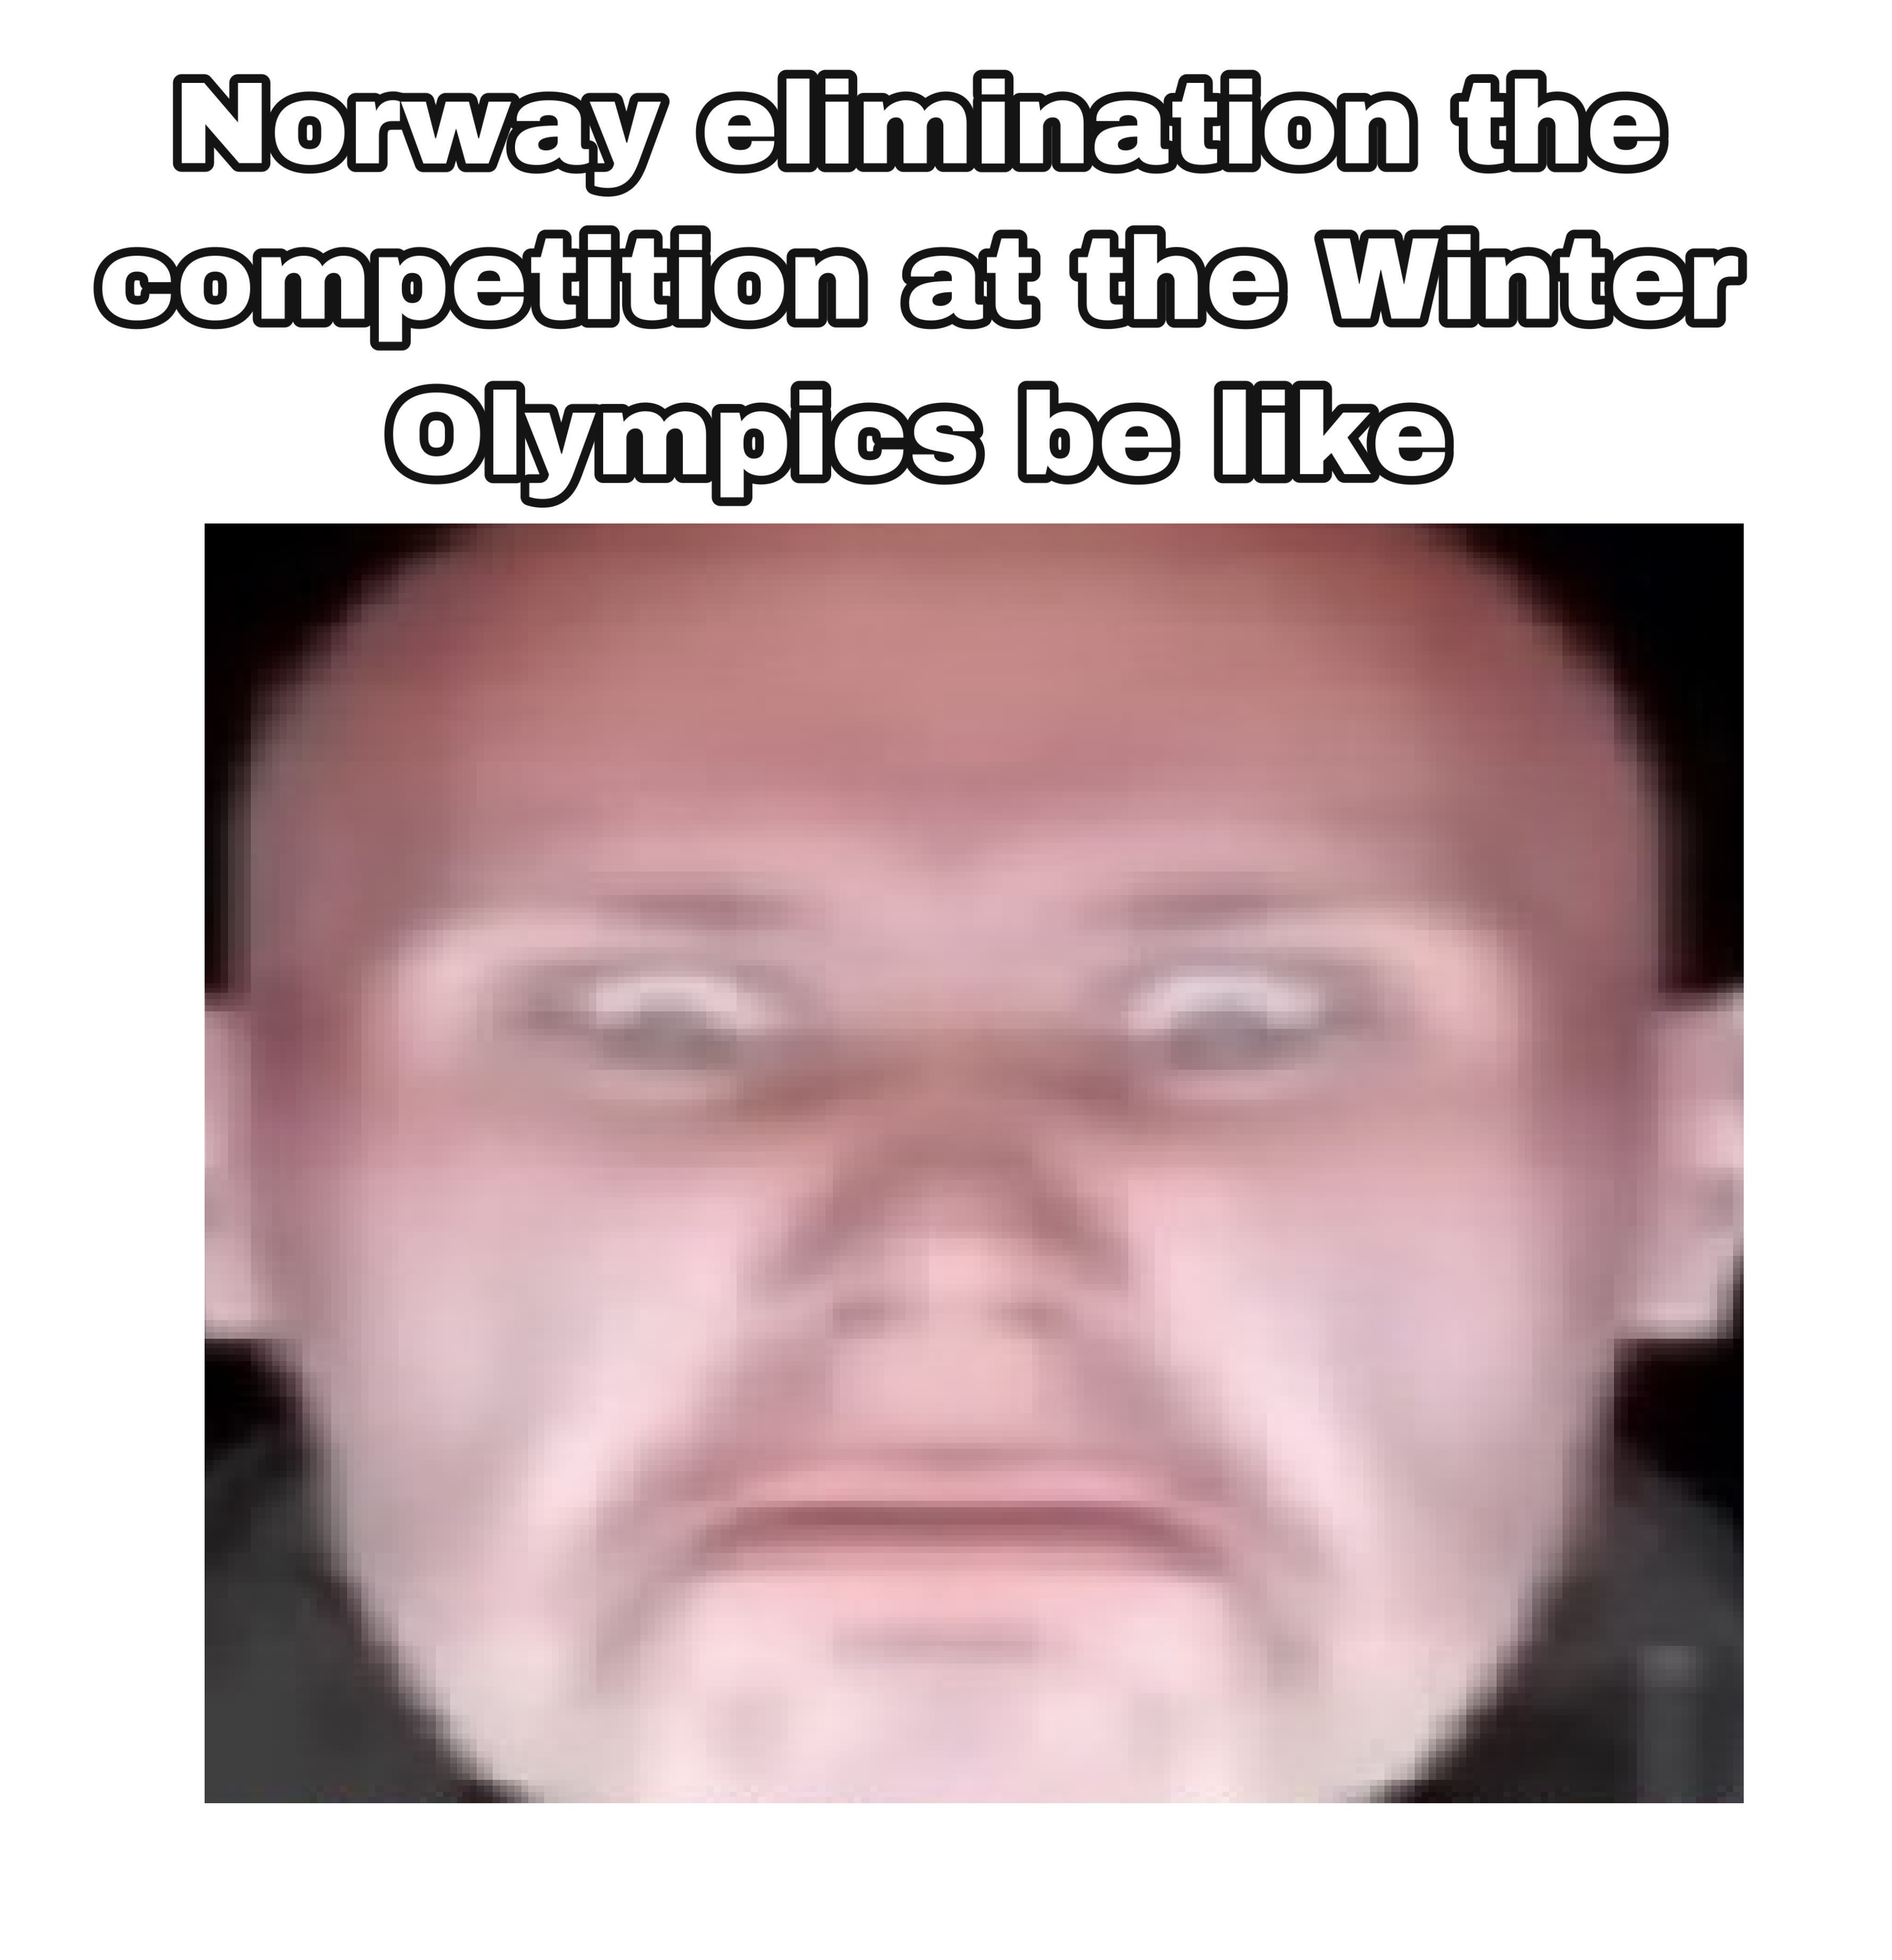 Norway elimination the
competition at the Winter
Olympics be like